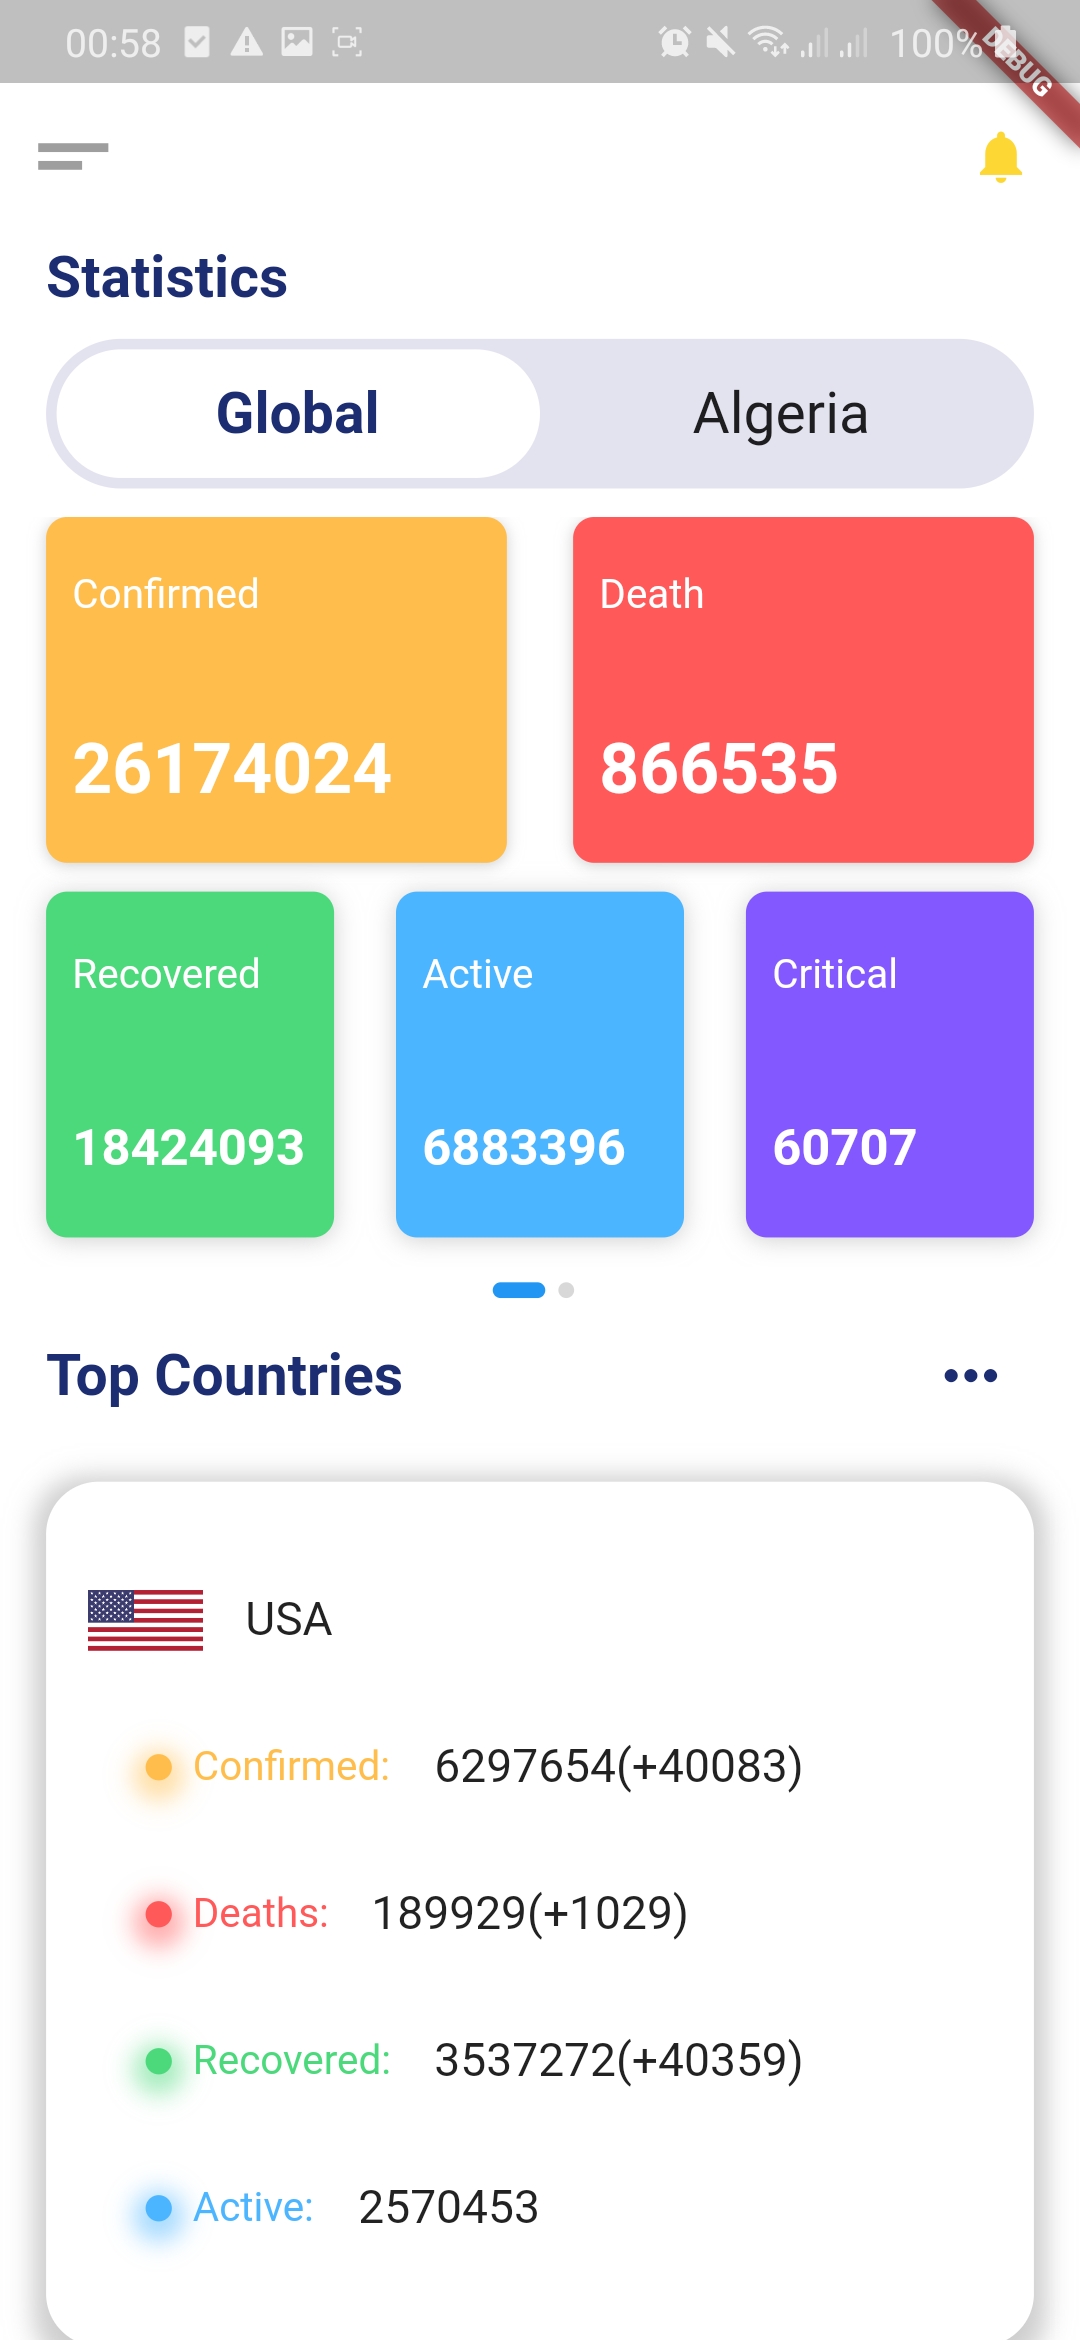 00:58 100%
DEBUG
Statistics
Global Algeria
Confirmed Death
26174024 866535
Recovered Active Critical
18424093 6883396 60707
Top Countries
USA
Confirmed: 6297654(+40083)
Deaths: 189929(+1029)
Recovered: 3537272(+40359)
Active: 2570453